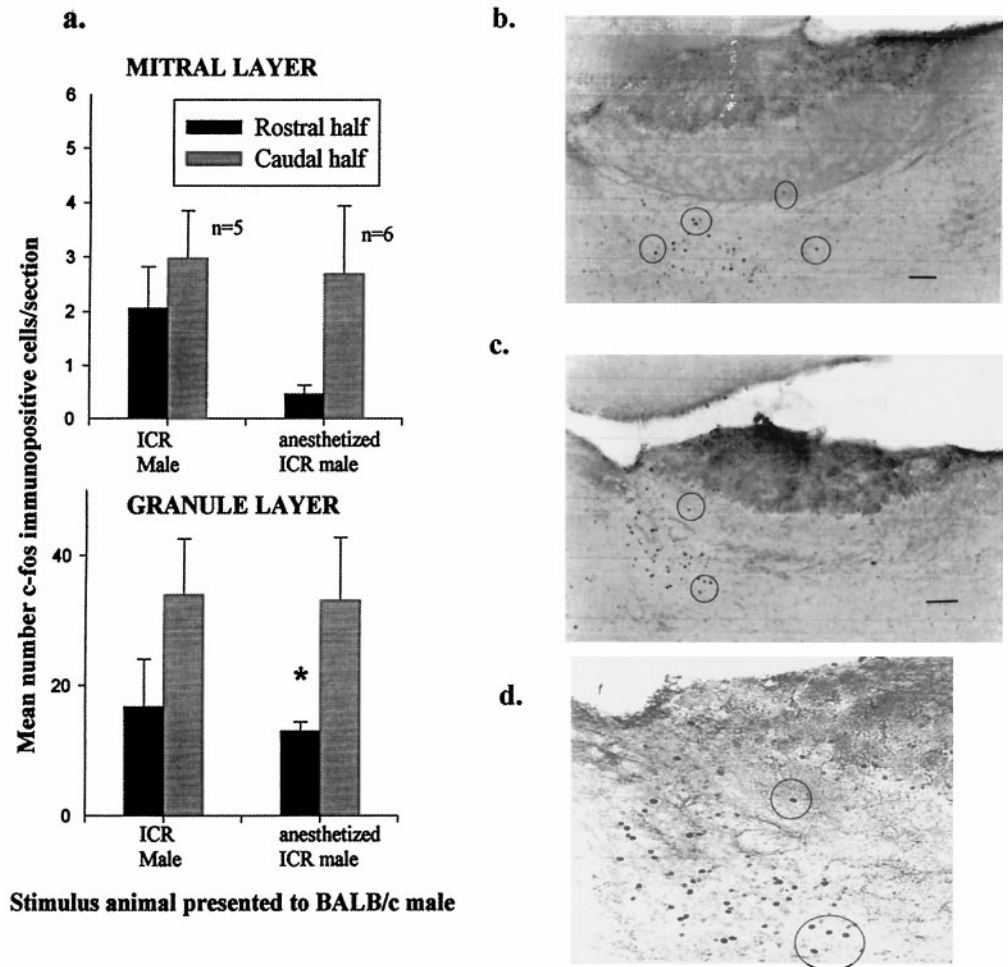 a.
MITRAL LAYER
6
5
4
3
2
1
0
Rostral half
Caudal half
n=5
n=6
ICR
Male
anesthetized
ICR male
GRANULE LAYER
40
20
0
*
ICR
Male
anesthetized
ICR male
Mean number c-fos immunopositive cells/section
Stimulus animal presented to BALB/c male
b.
c.
d.